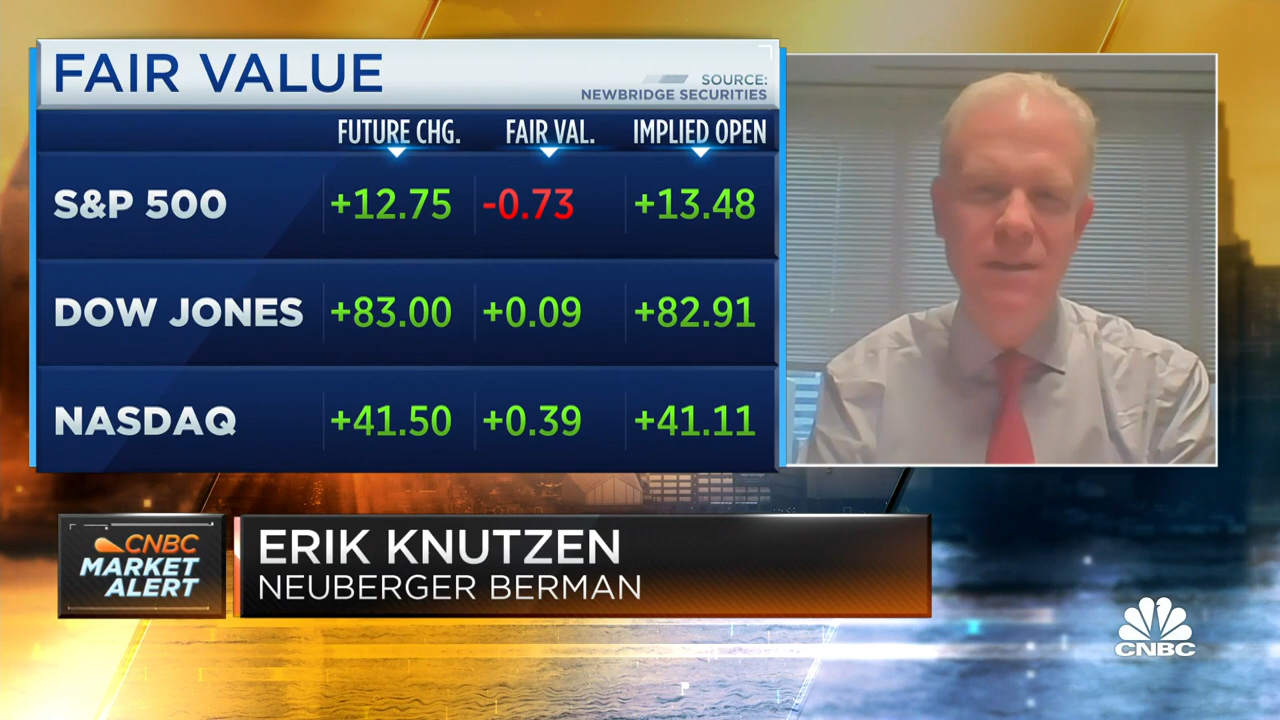 FAIR VALUE
SOURCE:
NEWBRIDGE SECURITIES
FUTURE CHG. FAIR VAL. IMPLIED OPEN
S&P 500 +12.75 -0.73 +13.48
DOW JONES +83.00 +0.09 +82.91
NASDAQ +41.50 +0.39 +41.11
CNBC
MARKET
ALERT
ERIK KNUTZEN
NEUBERGER BERMAN
CNBC